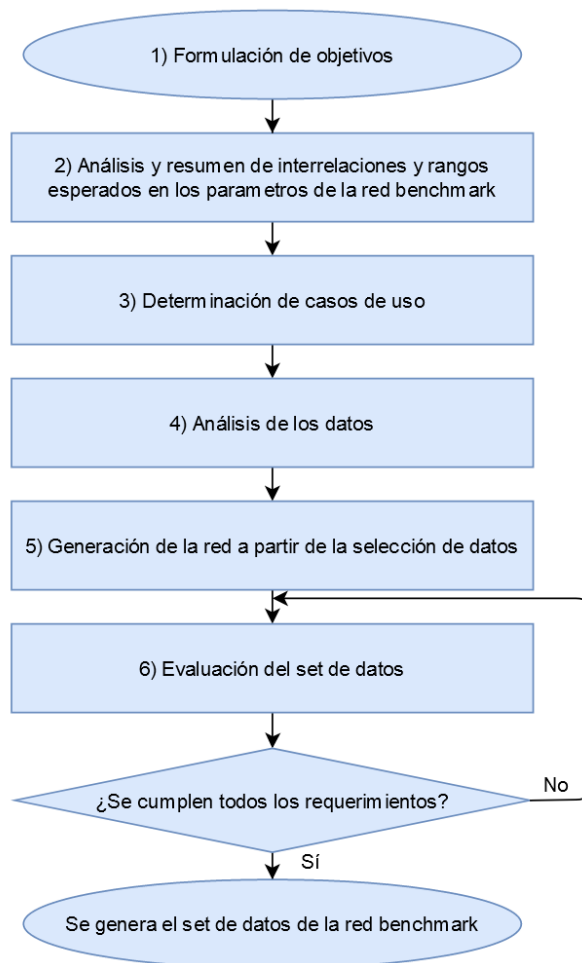 1) Formulación de objetivos
2) Análisis y resumen de interrelaciones y rangos
esperados en los parametros de la red benchmark
3) Determinación de casos de uso
4) Análisis de los datos
5) Generación de la red a partir de la selección de datos
6) Evaluación del set de datos
¿Se cumplen todos los requerimientos?
No
Sí
Se genera el set de datos de la red benchmark